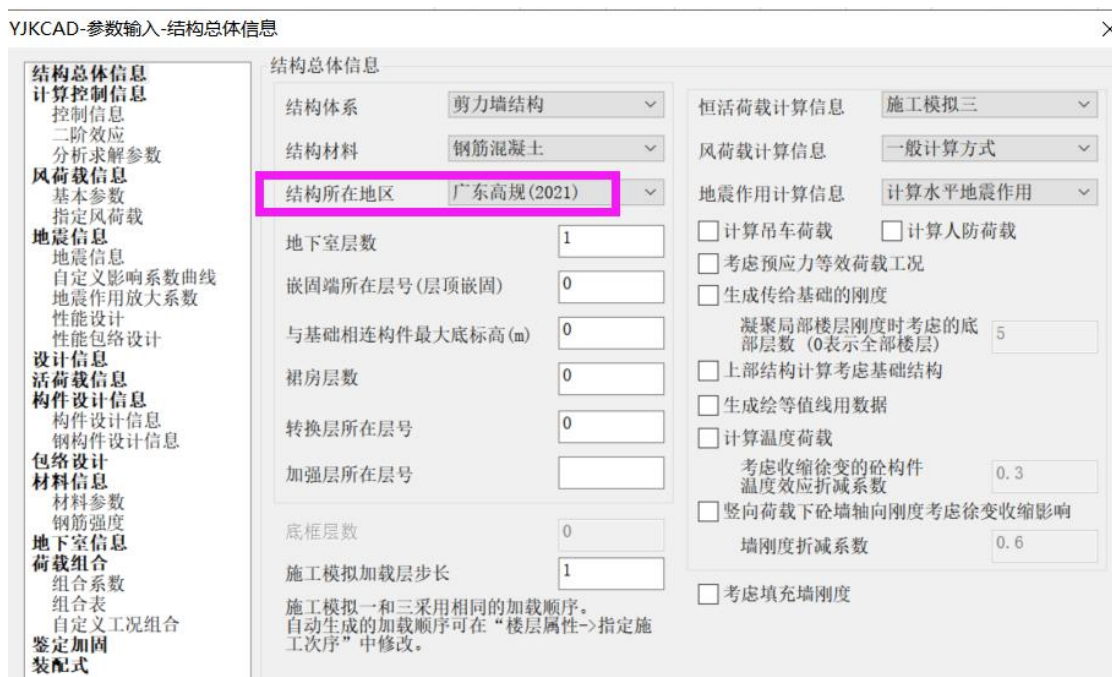 YJKCAD-参数输入-结构总体信息
结构总体信息
计算控制信息
控制信息
二阶效应
分析求解参数
风荷载信息
基本参数
指定风荷载
地震信息
地震信息
自定义影响系数曲线
地震作用放大系数
性能设计
性能包络设计
设计信息
活荷载信息
构件设计信息
构件设计信息
钢构件设计信息
包络设计
材料信息
材料参数
钢筋强度
地下室信息
荷载组合
组合系数
组合表
自定义工况组合
鉴定加固
装配式
结构总体信息
结构体系 剪力墙结构
结构材料 钢筋混凝土
结构所在地区 广东高规(2021)
地下室层数 1
嵌固端所在层号(层顶嵌固) 0
与基础相连构件最大底标高(m) 0
裙房层数 0
转换层所在层号 0
加强层所在层号
底框层数 0
施工模拟加载层步长 1
施工模拟一和三采用相同的加载顺序。
自动生成的加载顺序可在“楼层属性->指定施
工次序”中修改。
恒活荷载计算信息 施工模拟三
风荷载计算信息 一般计算方式
地震作用计算信息 计算水平地震作用
计算吊车荷载 计算人防荷载
考虑预应力等效荷载工况
生成传给基础的刚度
凝聚局部楼层刚度时考虑的底
部层数 (0表示全部楼层) 5
上部结构计算考虑基础结构
生成绘等值线用数据
计算温度荷载
考虑收缩徐变的砼构件
温度效应折减系数 0.3
竖向荷载下砼墙轴向刚度考虑徐变收缩影响
墙刚度折减系数 0.6
考虑填充墙刚度